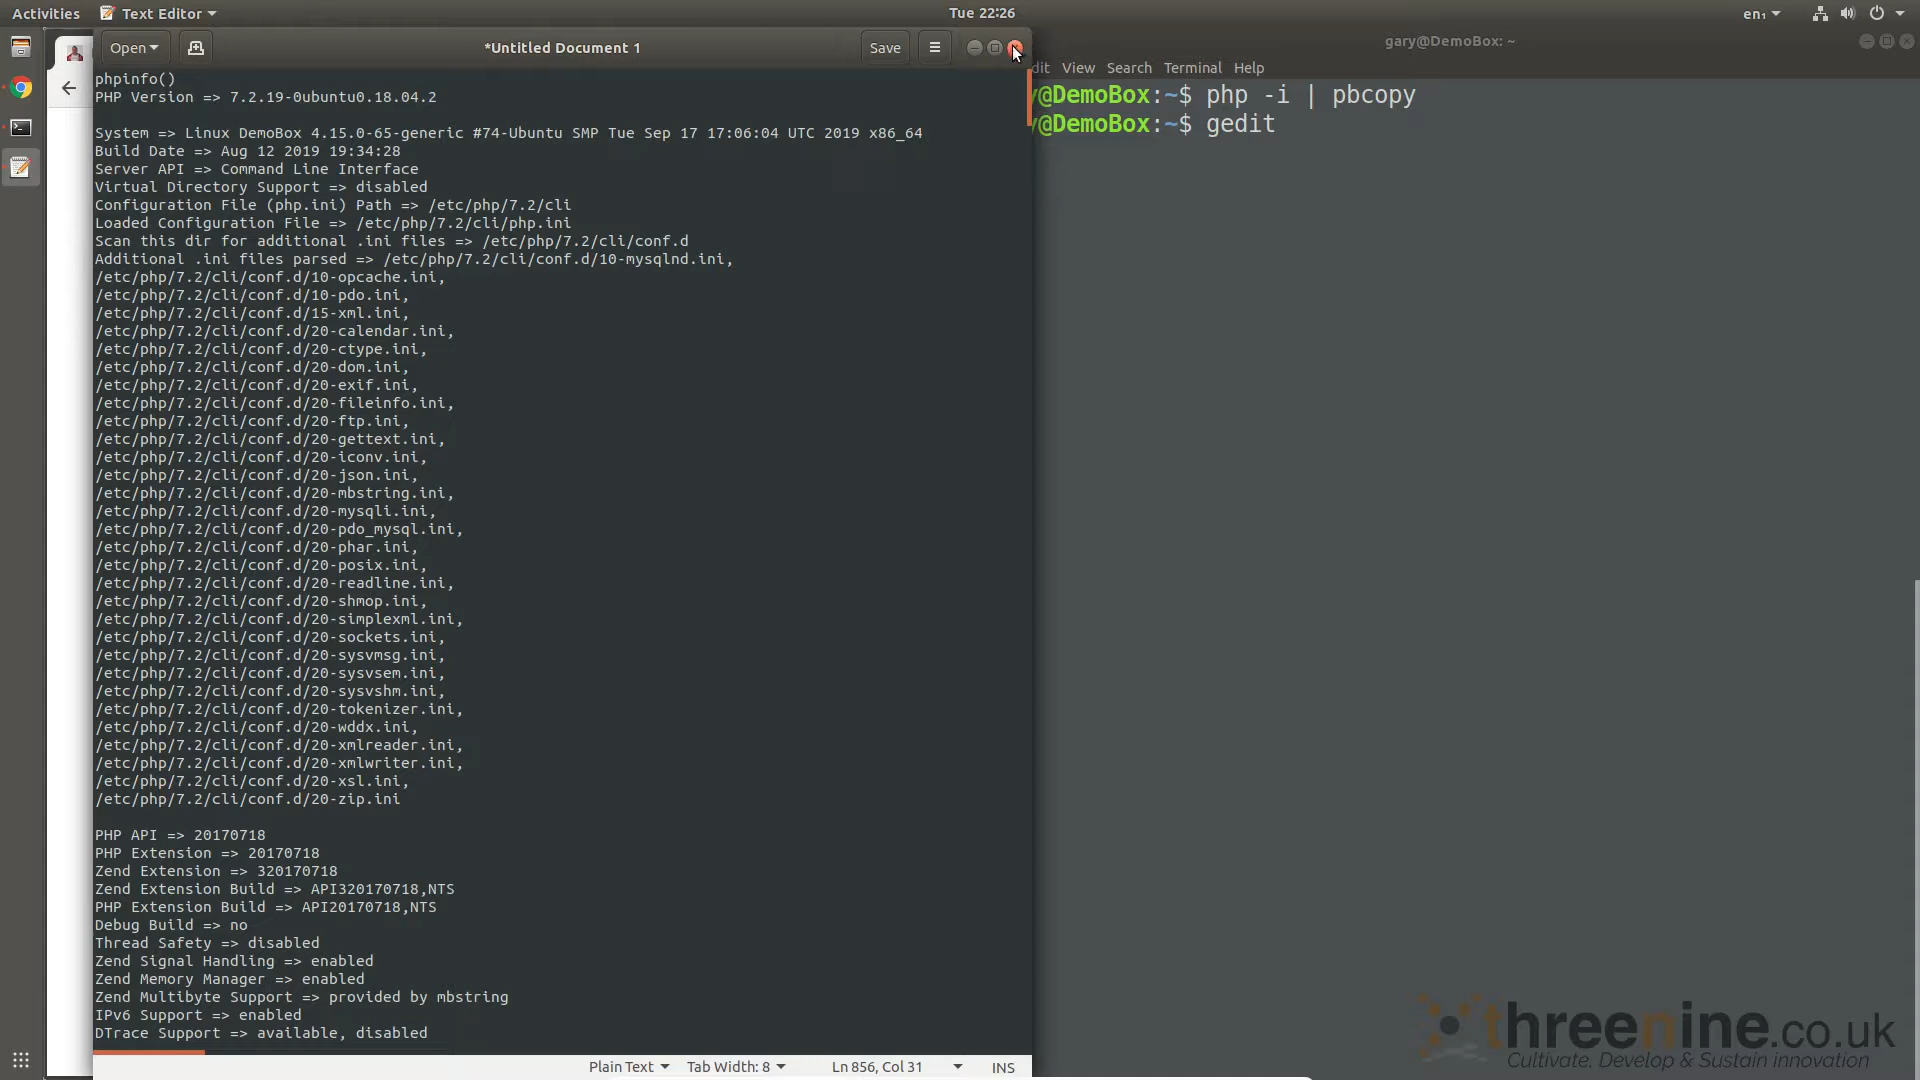 Activities
Text Editor
Tue 22:26
en₁
Open
*Untitled Document 1
Save
gary@DemoBox: ~
dit View Search Terminal Help
phpinfo()
PHP Version => 7.2.19-0ubuntu0.18.04.2
System => Linux DemoBox 4.15.0-65-generic #74-Ubuntu SMP Tue Sep 17 17:06:04 UTC 2019 x86_64
Build Date => Aug 12 2019 19:34:28
Server API => Command Line Interface
Virtual Directory Support => disabled
Configuration File (php.ini) Path => /etc/php/7.2/cli
Loaded Configuration File => /etc/php/7.2/cli/php.ini
Scan this dir for additional .ini files => /etc/php/7.2/cli/conf.d
Additional .ini files parsed => /etc/php/7.2/cli/conf.d/10-mysqlnd.ini,
/etc/php/7.2/cli/conf.d/10-opcache.ini,
/etc/php/7.2/cli/conf.d/10-pdo.ini,
/etc/php/7.2/cli/conf.d/15-xml.ini,
/etc/php/7.2/cli/conf.d/20-calendar.ini,
/etc/php/7.2/cli/conf.d/20-ctype.ini,
/etc/php/7.2/cli/conf.d/20-dom.ini,
/etc/php/7.2/cli/conf.d/20-exif.ini,
/etc/php/7.2/cli/conf.d/20-fileinfo.ini,
/etc/php/7.2/cli/conf.d/20-ftp.ini,
/etc/php/7.2/cli/conf.d/20-gettext.ini,
/etc/php/7.2/cli/conf.d/20-iconv.ini,
/etc/php/7.2/cli/conf.d/20-json.ini,
/etc/php/7.2/cli/conf.d/20-mbstring.ini,
/etc/php/7.2/cli/conf.d/20-mysqli.ini,
/etc/php/7.2/cli/conf.d/20-pdo_mysql.ini,
/etc/php/7.2/cli/conf.d/20-phar.ini,
/etc/php/7.2/cli/conf.d/20-posix.ini,
/etc/php/7.2/cli/conf.d/20-readline.ini,
/etc/php/7.2/cli/conf.d/20-shmop.ini,
/etc/php/7.2/cli/conf.d/20-simplexml.ini,
/etc/php/7.2/cli/conf.d/20-sockets.ini,
/etc/php/7.2/cli/conf.d/20-sysvmsg.ini,
/etc/php/7.2/cli/conf.d/20-sysvsem.ini,
/etc/php/7.2/cli/conf.d/20-sysvshm.ini,
/etc/php/7.2/cli/conf.d/20-tokenizer.ini,
/etc/php/7.2/cli/conf.d/20-wddx.ini,
/etc/php/7.2/cli/conf.d/20-xmlreader.ini,
/etc/php/7.2/cli/conf.d/20-xmlwriter.ini,
/etc/php/7.2/cli/conf.d/20-xsl.ini,
/etc/php/7.2/cli/conf.d/20-zip.ini
PHP API => 20170718
PHP Extension => 20170718
Zend Extension => 320170718
Zend Extension Build => API320170718,NTS
PHP Extension Build => API20170718,NTS
Debug Build => no
Thread Safety => disabled
Zend Signal Handling => enabled
Zend Memory Manager => enabled
Zend Multibyte Support => provided by mbstring
IPv6 Support => enabled
DTrace Support => available, disabled
Plain Text
Tab Width: 8
Ln 856, Col 31
INS
y@DemoBox:~$ php -i | pbcopy
y@DemoBox:~$ gedit
threenine.co.uk
Cultivate, Develop & Sustain innovation